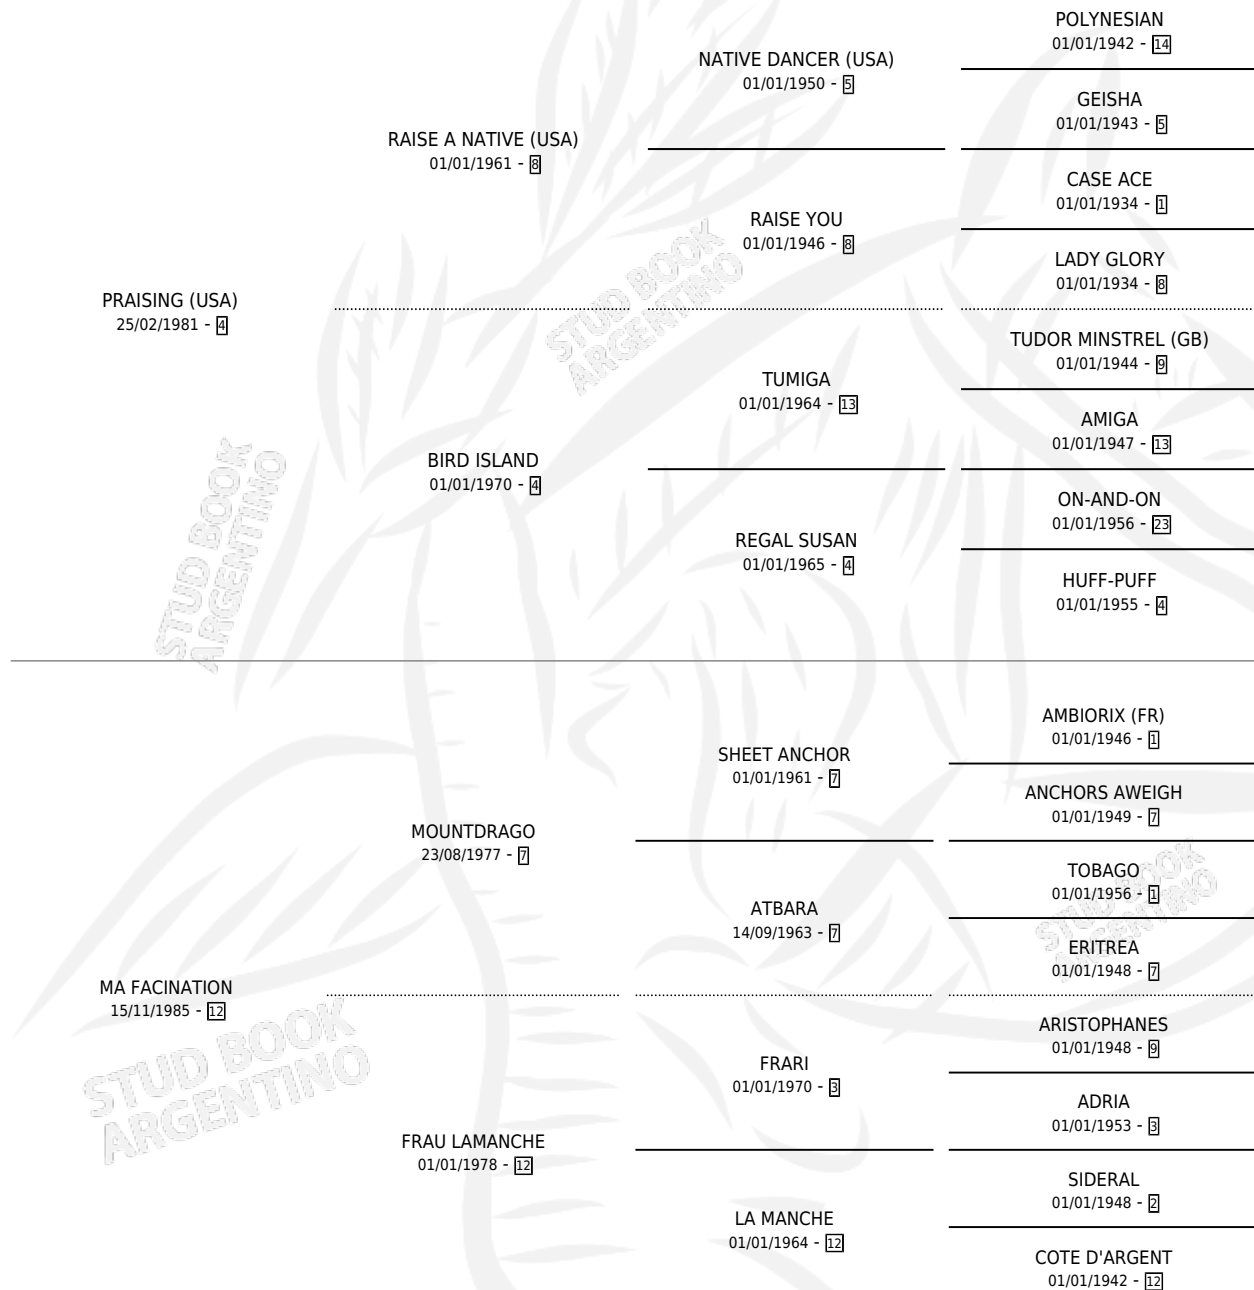 POLYNESIAN
01/01/1942 - 14
NATIVE DANCER (USA)
01/01/1950 - 5
GEISHA
01/01/1943 - 5
RAISE A NATIVE (USA)
01/01/1961 - 8
CASE ACE
01/01/1934 - 1
RAISE YOU
01/01/1946 - 8
LADY GLORY
01/01/1934 - 8
PRAISING (USA)
25/02/1981 - 4
STUD BOOK
ARGENTINO
TUDOR MINSTREL (GB)
01/01/1944 - 9
TUMIGA
01/01/1964 - 13
AMIGA
01/01/1947 - 13
BIRD ISLAND
01/01/1970 - 4
ON-AND-ON
01/01/1956 - 23
REGAL SUSAN
01/01/1965 - 4
HUFF-PUFF
01/01/1955 - 4
STUD BOOK
ARGENTINO
AMBIORIX (FR)
01/01/1946 - 1
SHEET ANCHOR
01/01/1961 - 7
ANCHORS AWEIGH
01/01/1949 - 7
MOUNTDRAGO
23/08/1977 - 7
TOBAGO
01/01/1956 - 1
ATBARA
14/09/1963 - 7
ERITREA
01/01/1948 - 7
STUD BOOK
ARGENTINO
MA FACINATION
15/11/1985 - 12
STUD BOOK
ARGENTINO
ARISTOPHANES
01/01/1948 - 9
FRARI
01/01/1970 - 3
ADRIA
01/01/1953 - 3
FRAU LAMANCHE
01/01/1978 - 12
SIDERAL
01/01/1948 - 2
LA MANCHE
01/01/1964 - 12
COTE D'ARGENT
01/01/1942 - 12